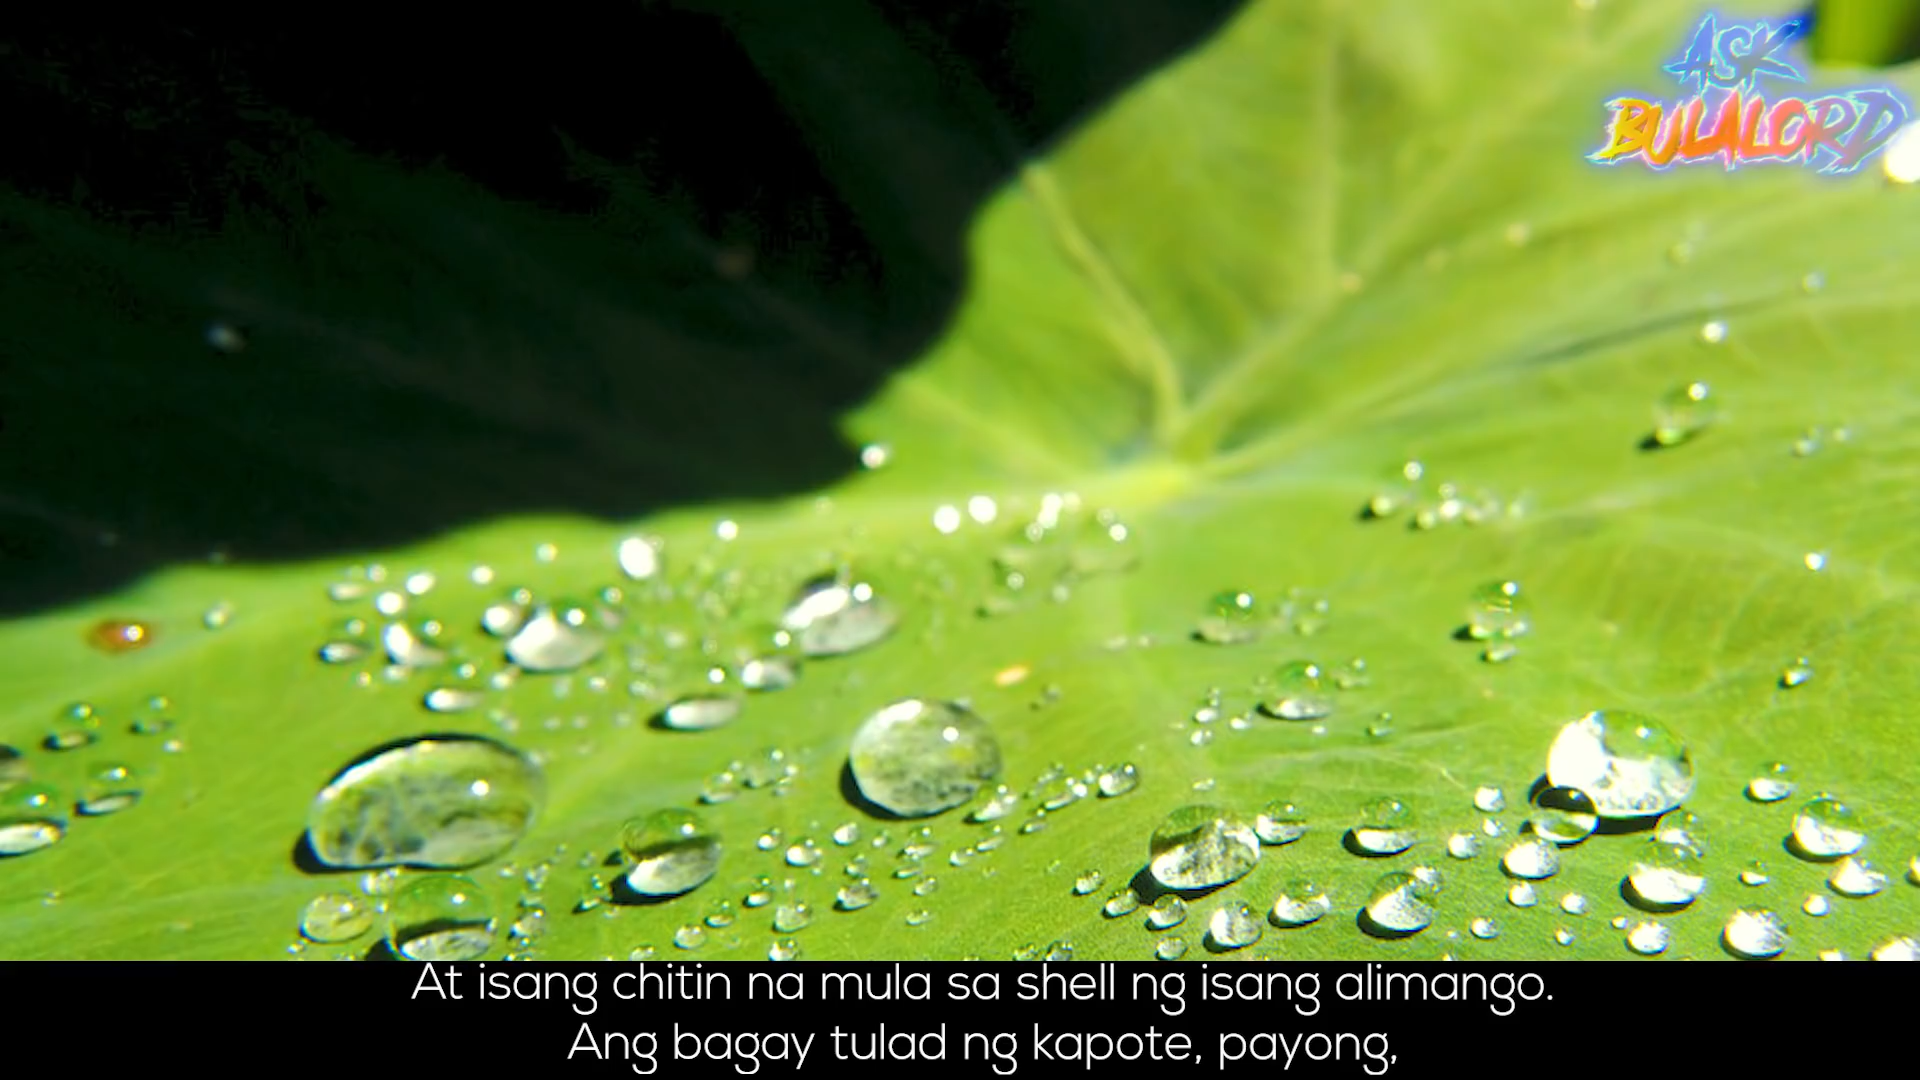 ASK
BULALORD
At isang chitin na mula sa shell ng isang alimango.
Ang bagay tulad ng kapote, payong,